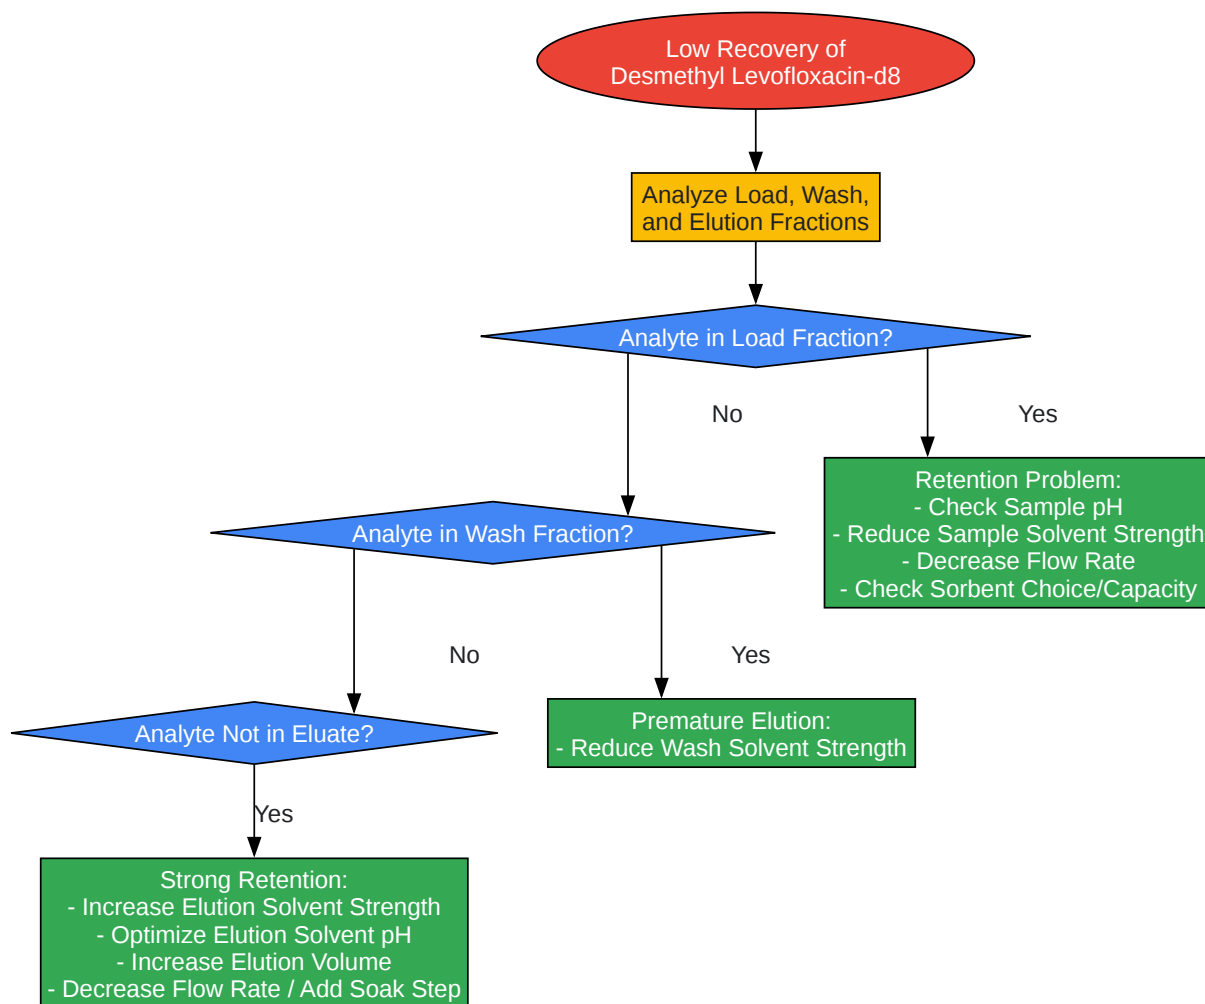 Low Recovery of
Desmethyl Levofloxacin-d8
Analyze Load, Wash,
and Elution Fractions
Analyte in Load Fraction?
No
Yes
Retention Problem:
- Check Sample pH
- Reduce Sample Solvent Strength
- Decrease Flow Rate
- Check Sorbent Choice/Capacity
Analyte in Wash Fraction?
No
Yes
Premature Elution:
- Reduce Wash Solvent Strength
Analyte Not in Eluate?
Yes
Strong Retention:
- Increase Elution Solvent Strength
- Optimize Elution Solvent pH
- Increase Elution Volume
- Decrease Flow Rate / Add Soak Step